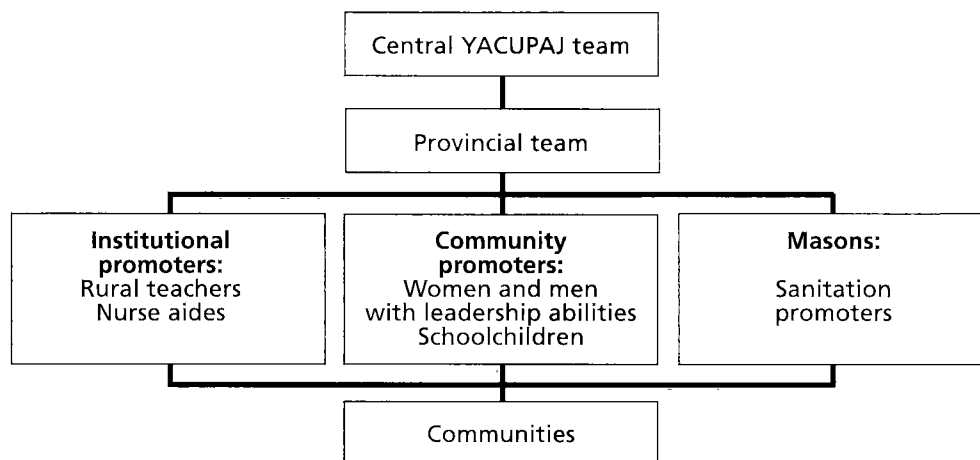 Central YACUPAJ team
Provincial team
Institutional
promoters:
Rural teachers
Nurse aides
Community
promoters:
Women and men
with leadership abilities
Schoolchildren
Masons:
Sanitation
promoters
Communities